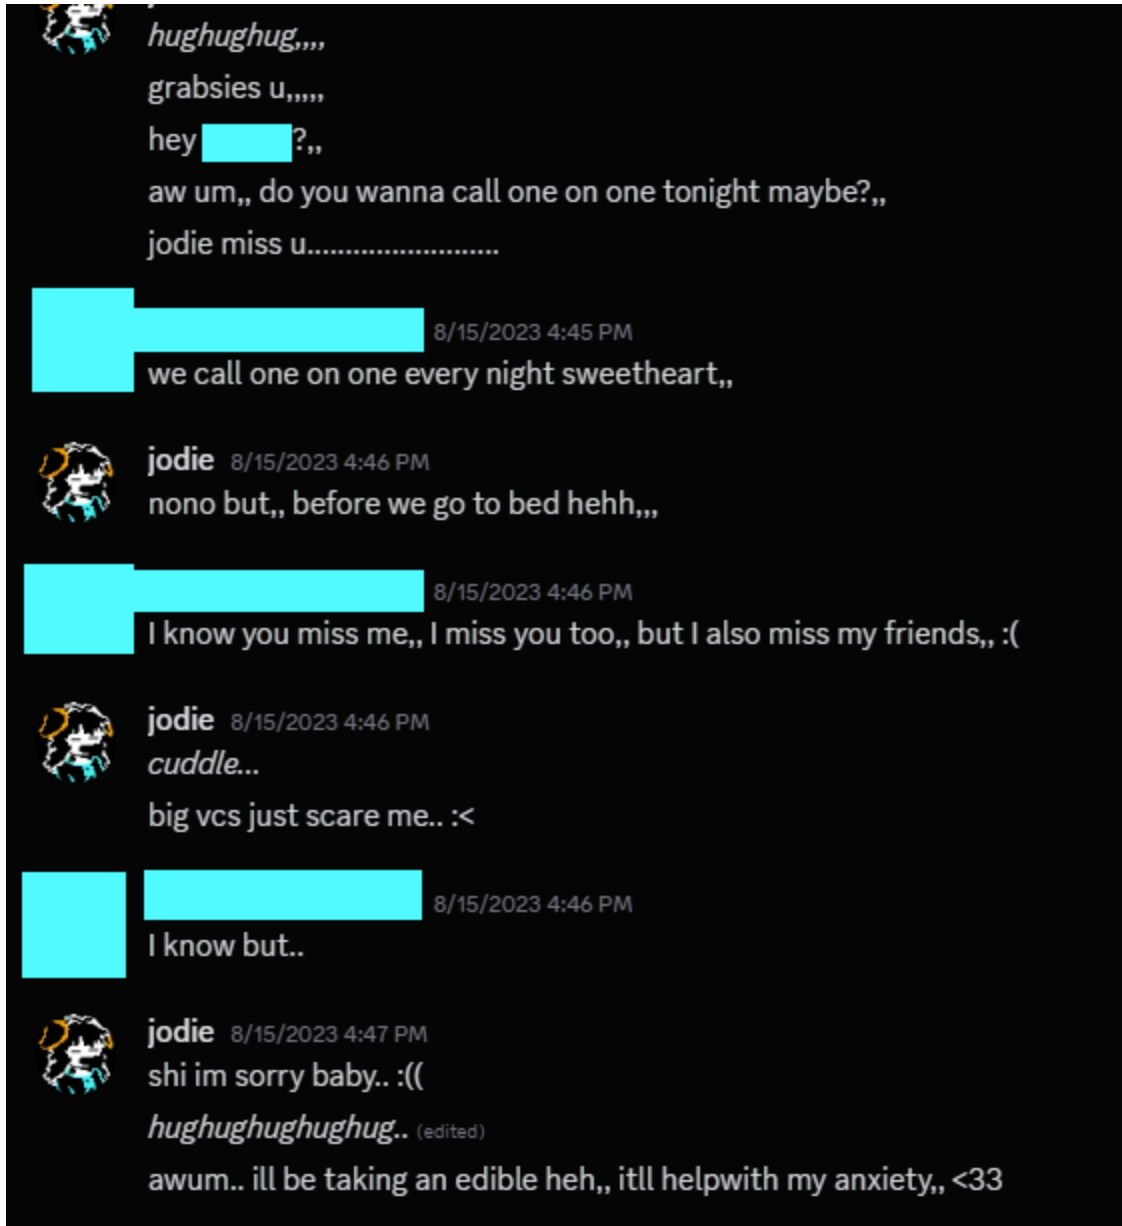 hughughug,,,,
grabsies u,,,,,
hey ?,,
aw um,, do you wanna call one on one tonight maybe?,,
jodie miss u.........................
8/15/2023 4:45 PM
we call one on one every night sweetheart,,
jodie 8/15/2023 4:46 PM
nono but,, before we go to bed hehh,,,
8/15/2023 4:46 PM
I know you miss me,, I miss you too,, but I also miss my friends,, :(
jodie 8/15/2023 4:46 PM
cuddle...
big vcs just scare me.. :<
8/15/2023 4:46 PM
I know but..
jodie 8/15/2023 4:47 PM
shi im sorry baby.. :((
hughughughughug.. (edited)
awum.. ill be taking an edible heh,, itll helpwith my anxiety,, <33